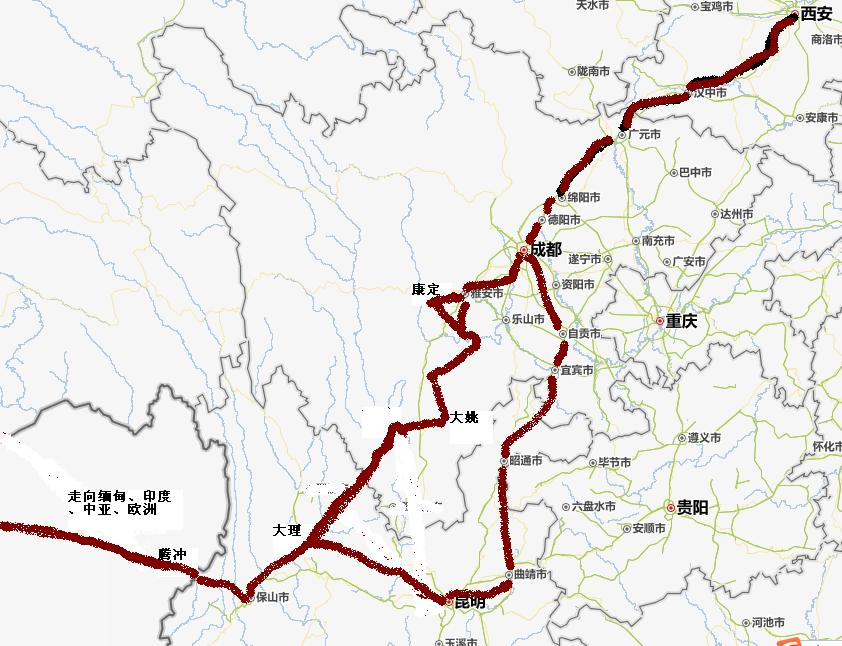 天水市
宝鸡市
西安
商洛市
陇南市
汉中市
安康市
广元市
巴中市
绵阳市
达州市
德阳市
南充市
成都
遂宁市
广安市
康定
雅安市
资阳市
乐山市
重庆
自贡市
宜宾市
大姚
遵义市
怀化市
昭通市
毕节市
走向缅甸、印度
、中亚、欧洲
六盘水市
贵阳
安顺市
大理
腾冲
曲靖市
保山市
昆明
河池市
玉溪市